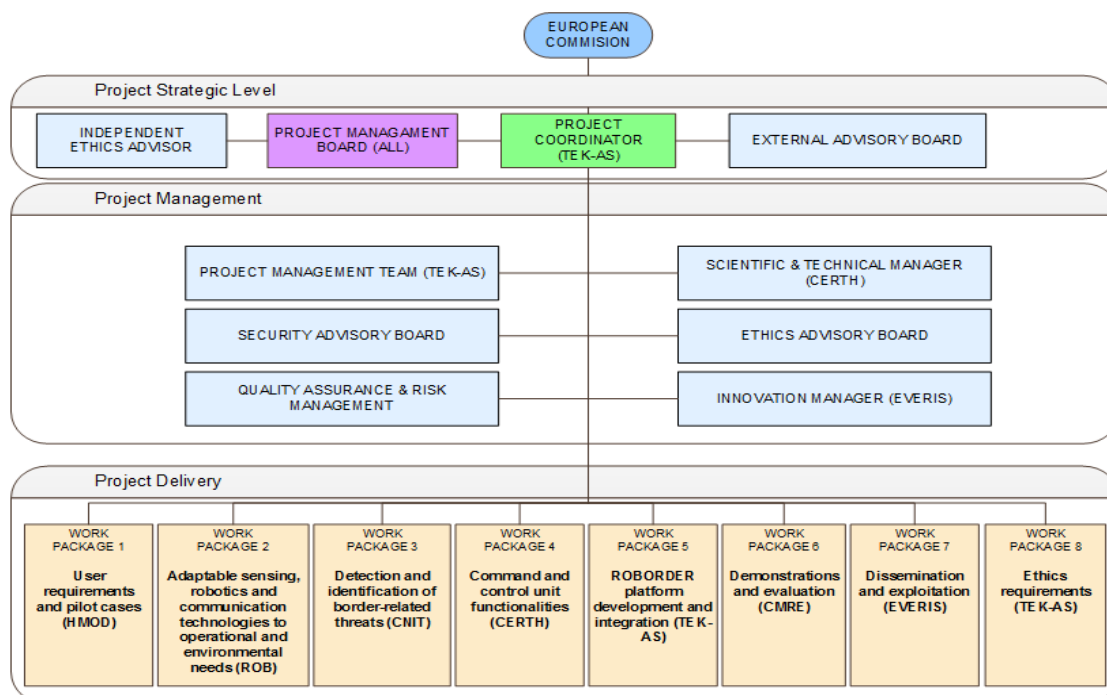 EUROPEAN
COMMISION
Project Strategic Level
INDEPENDENT
ETHICS ADVISOR
PROJECT MANAGAMENT
BOARD (ALL)
PROJECT
COORDINATOR
(TEK-AS)
EXTERNAL ADVISORY BOARD
Project Management
PROJECT MANAGEMENT TEAM (TEK-AS)
SCIENTIFIC & TECHNICAL MANAGER
(CERTH)
SECURITY ADVISORY BOARD
ETHICS ADVISORY BOARD
QUALITY ASSURANCE & RISK
MANAGEMENT
INNOVATION MANAGER (EVERIS)
Project Delivery
WORK
PACKAGE 1
User
requirements
and pilot cases
(HMOD)
WORK
PACKAGE 2
Adaptable sensing,
robotics and
communication
technologies to
operational and
environmental
needs (ROB)
WORK
PACKAGE 3
Detection and
identification of
border-related
threats (CNIT)
WORK
PACKAGE 4
Command and
control unit
functionalities
(CERTH)
WORK
PACKAGE 5
ROBORDER
platform
development and
integration (TEK-
AS)
WORK
PACKAGE 6
Demonstrations
and evaluation
(CMRE)
WORK
PACKAGE 7
Dissemination
and exploitation
(EVERIS)
WORK
PACKAGE 8
Ethics
requirements
(TEK-AS)